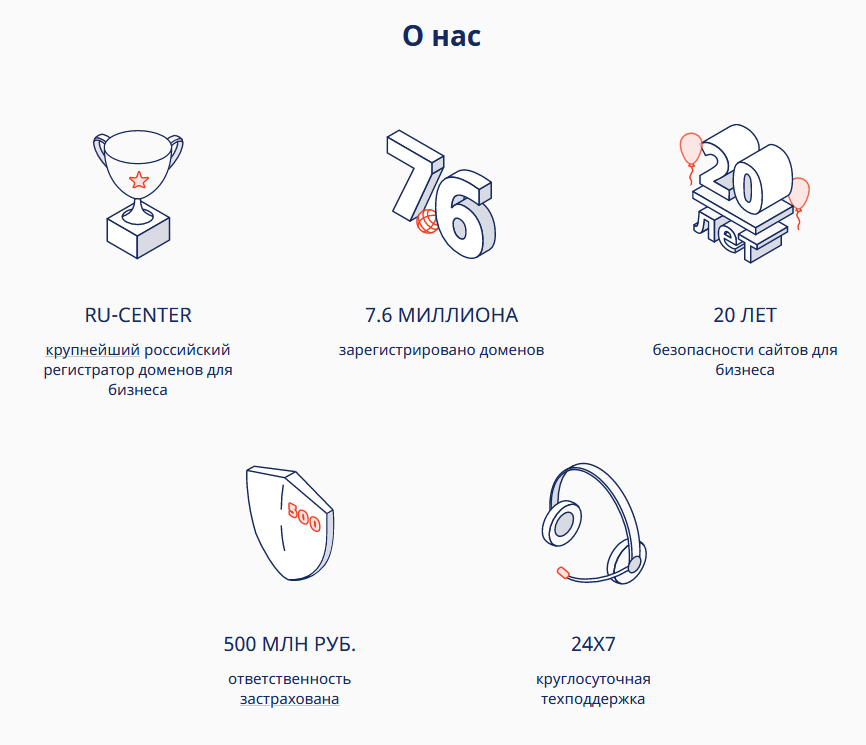 О нас
76
20
лет
RU-CENTER
крупнейший российский
регистратор доменов для
бизнеса
7.6 МИЛЛИОНА
зарегистрировано доменов
20 ЛЕТ
безопасности сайтов для
бизнеса
500
500 МЛН РУБ.
ответственность
застрахована
24X7
круглосуточная
техподдержка